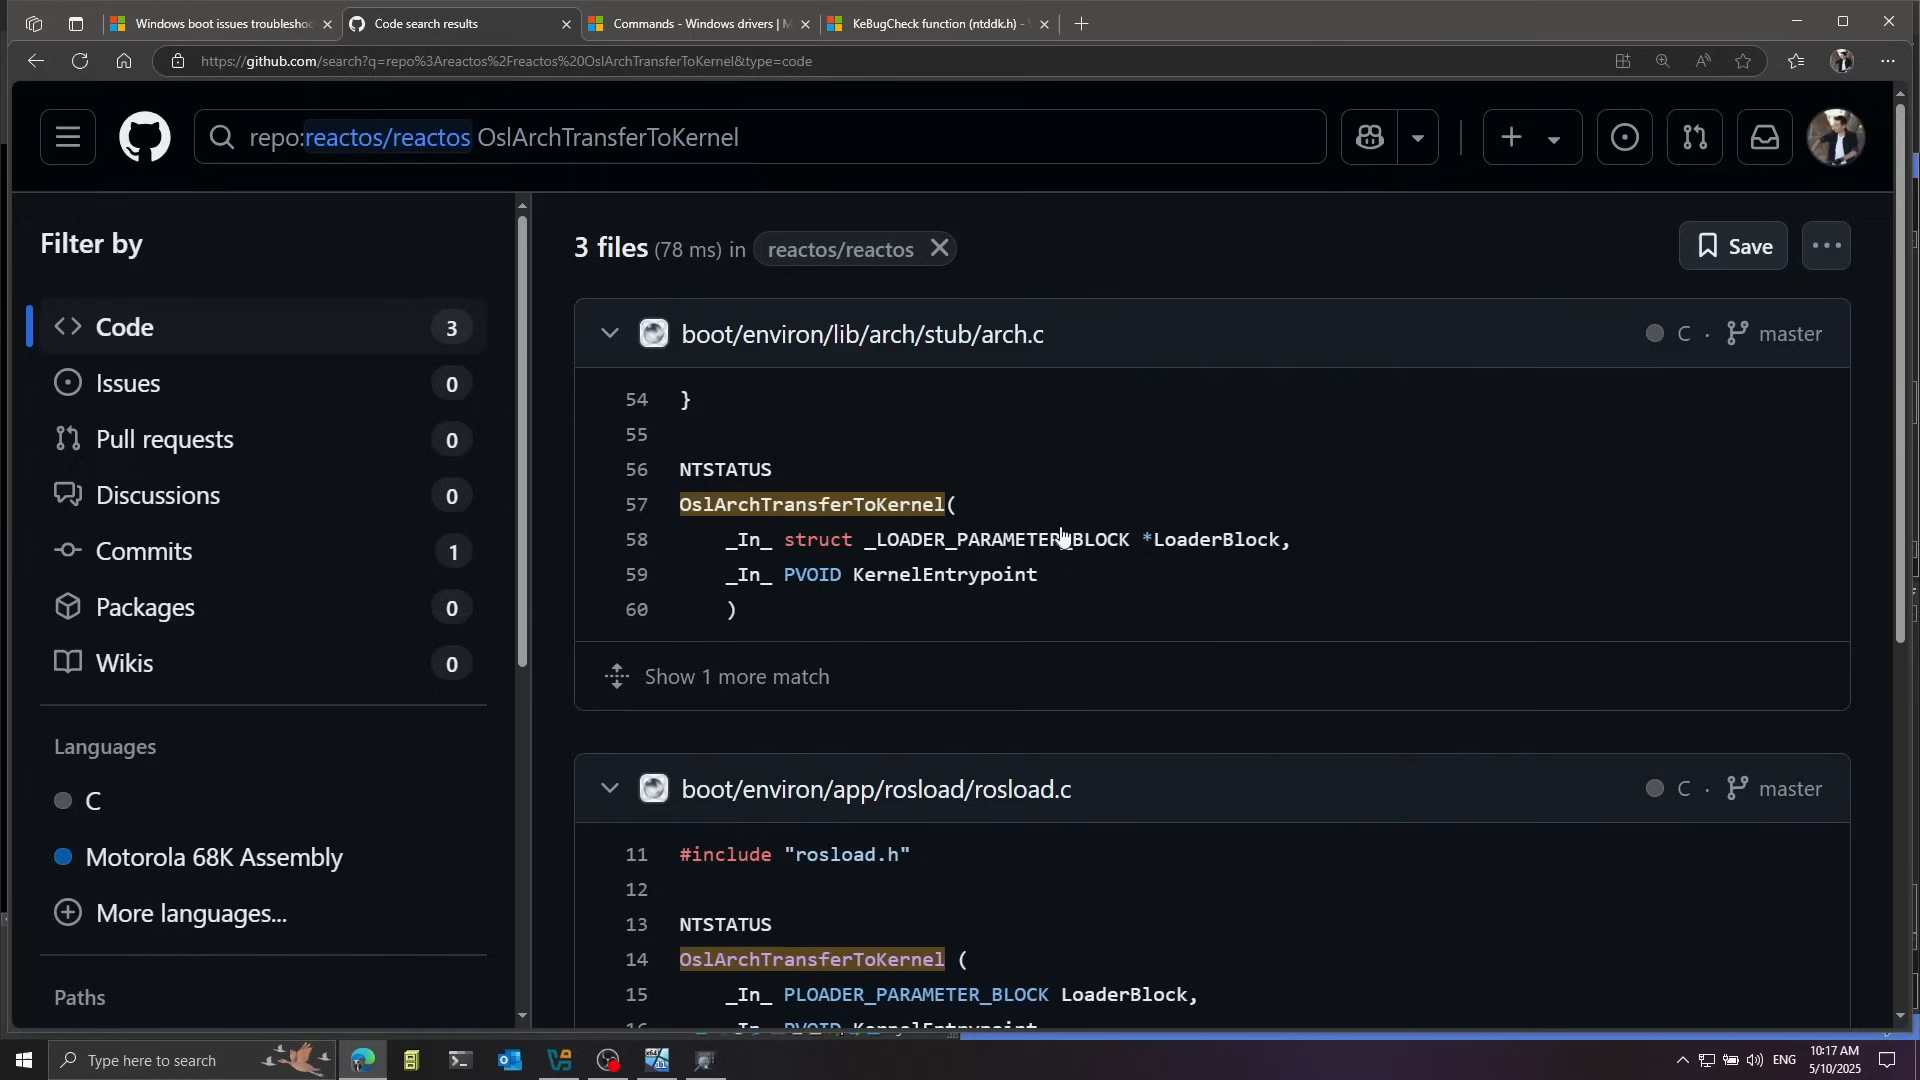 Windows boot issues troublesho
Code search results
Commands - Windows drivers | M
KeBugCheck function (ntddk.h) -
https://github.com/search?q=repo%3Areactos%2Freactos%20OslArchTransferToKernel&type=code
repo:reactos/reactos OslArchTransferToKernel
Filter by
Code 3
Issues 0
Pull requests 0
Discussions 0
Commits 1
Packages 0
Wikis 0
Languages
C
Motorola 68K Assembly
More languages...
Paths
3 files (78 ms) in reactos/reactos
Save
boot/environ/lib/arch/stub/arch.c
C · master
54 }
55
56 NTSTATUS
57 OslArchTransferToKernel(
58 _In_ struct _LOADER_PARAMETER_BLOCK *LoaderBlock,
59 _In_ PVOID KernelEntrypoint
60 )
Show 1 more match
boot/environ/app/rosload/rosload.c
C · master
11 #include "rosload.h"
12
13 NTSTATUS
14 OslArchTransferToKernel (
15 _In_ PLOADER_PARAMETER_BLOCK LoaderBlock,
16 _In_ PVOID KernelEntrypoint
Type here to search
ENG
10:17 AM
5/10/2025